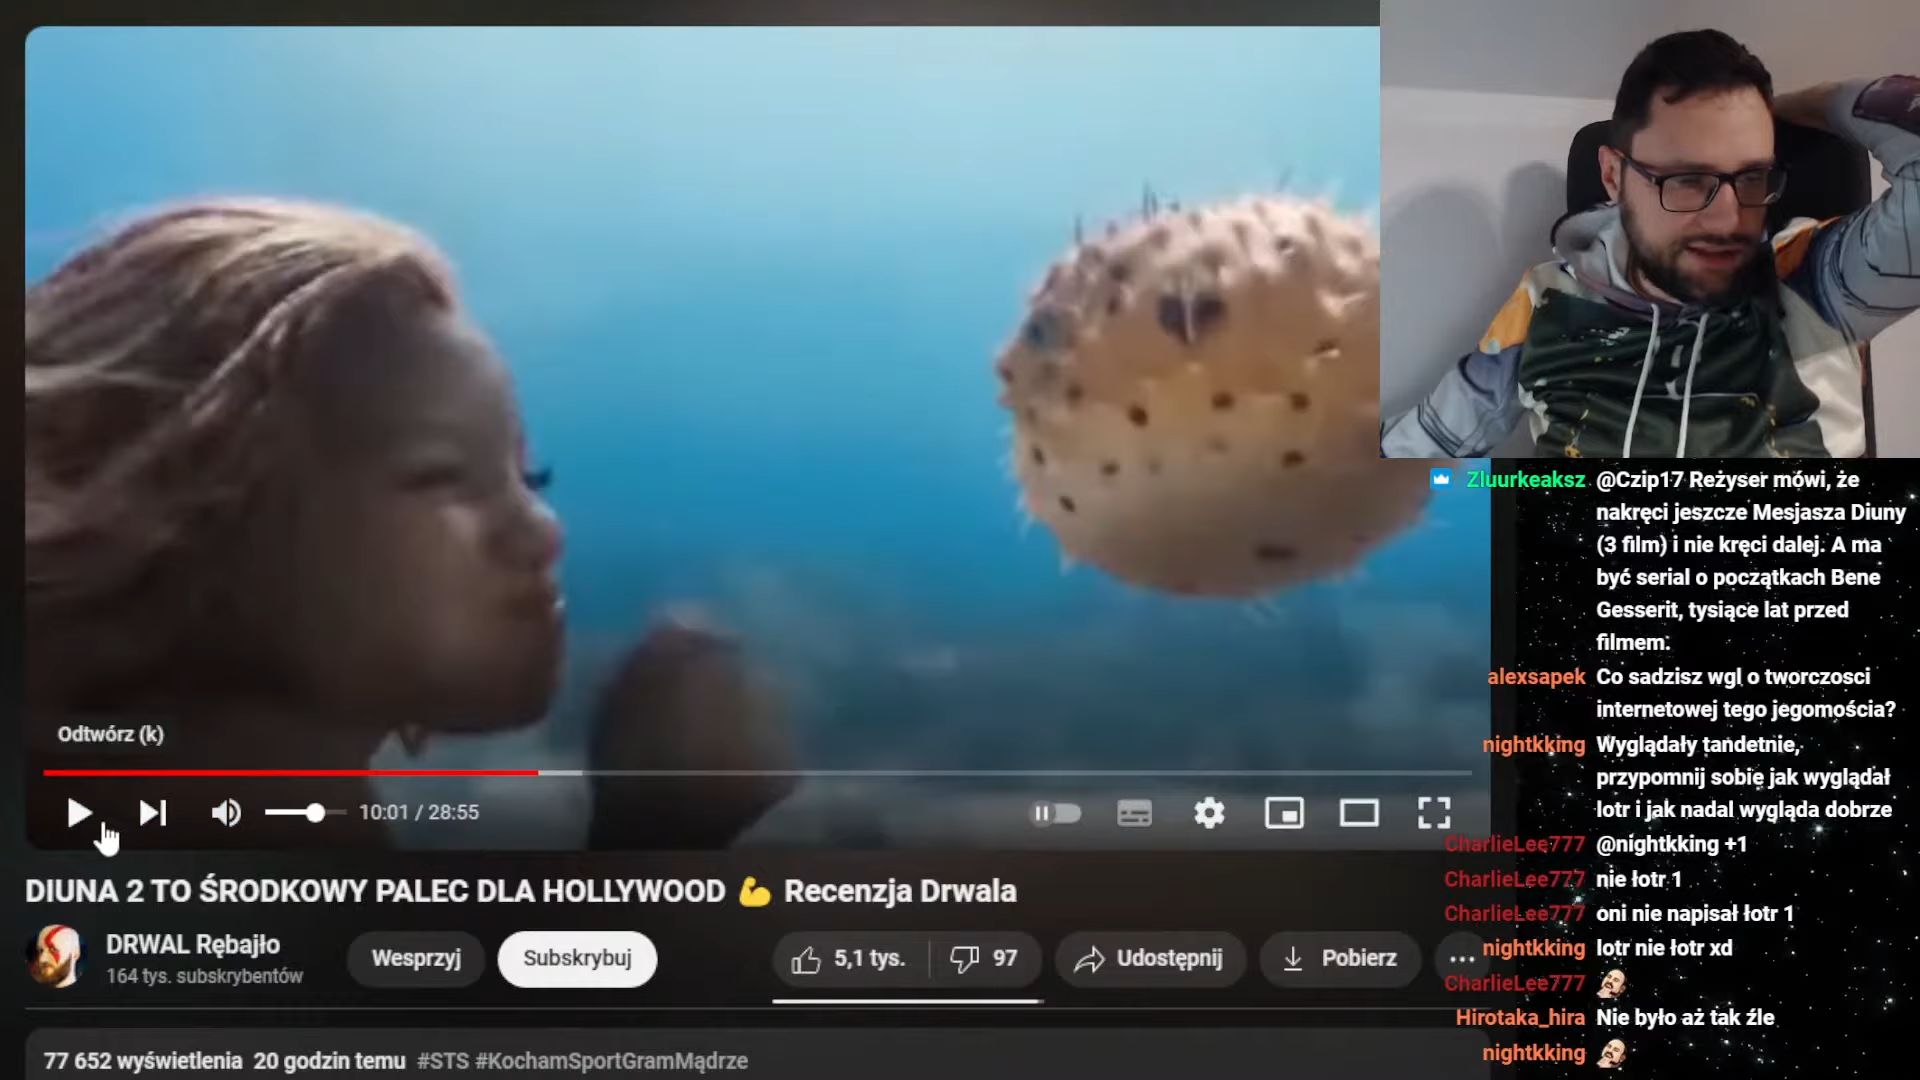 Odtwórz (k)
10:01 / 28:55
DIUNA 2 TO ŚRODKOWY PALEC DLA HOLLYWOOD 💪 Recenzja Drwala
DRWAL Rębajło
164 tys. subskrybentów
Wesprzyj
Subskrybuj
5,1 tys.
97
Udostępnij
Pobierz
77 652 wyświetlenia 20 godzin temu #STS #KochamSportGramMądrze
Zluurkeaksz @Czip17 Reżyser mówi, że
nakręci jeszcze Mesjasza Diuny
(3 film) i nie kręci dalej. A ma
być serial o początkach Bene
Gesserit, tysiące lat przed
filmem.
alexsapek Co sadzisz wgl o tworczosci
internetowej tego jegomościa?
nightkking Wyglądały tandetnie,
przypomnij sobie jak wyglądał
lotr i jak nadal wygląda dobrze
CharlieLee777 @nightkking +1
CharlieLee777 nie łotr 1
CharlieLee777 oni nie napisał łotr 1
nightkking lotr nie łotr xd
CharlieLee777
Hirotaka_hira Nie było aż tak źle
nightkking